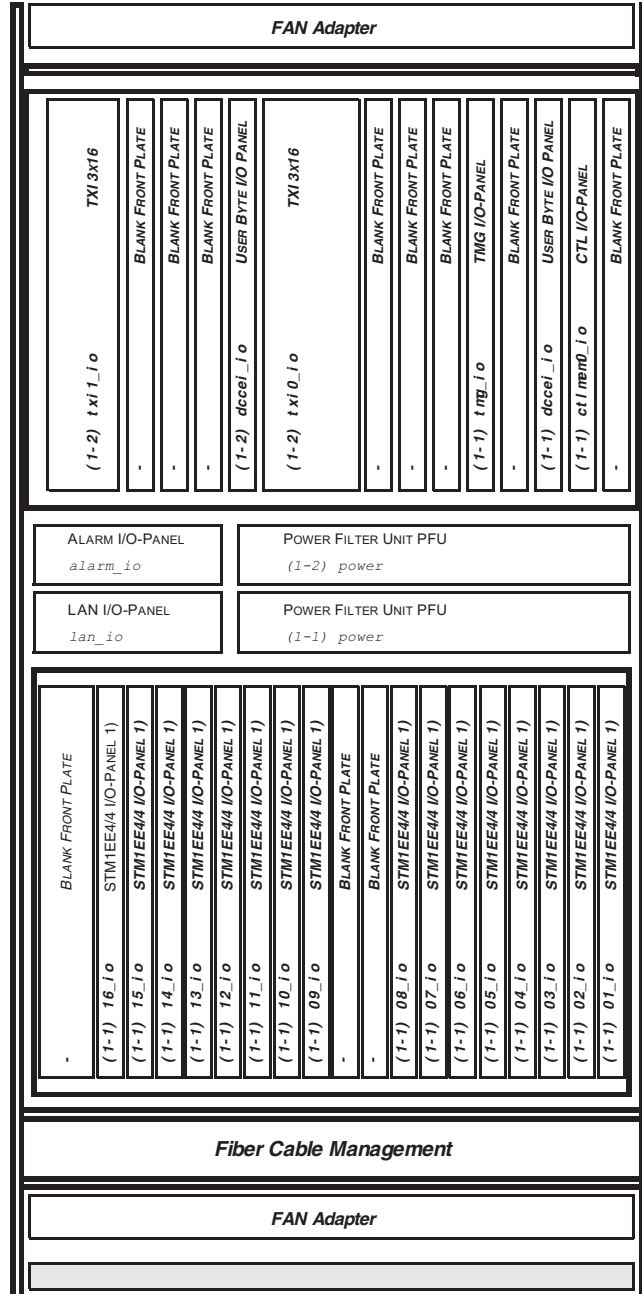 FAN Adapter
(1-2) txi1_io TXI 3x16
- BLANK FRONT PLATE
- BLANK FRONT PLATE
- BLANK FRONT PLATE
(1-2) dccei_io USER BYTE I/O PANEL
(1-2) txi0_io TXI 3x16
- BLANK FRONT PLATE
- BLANK FRONT PLATE
- BLANK FRONT PLATE
(1-1) tmg_io TMG I/O-PANEL
- BLANK FRONT PLATE
(1-1) dccei_io USER BYTE I/O PANEL
(1-1) ctlmem0_io CTL I/O-PANEL
- BLANK FRONT PLATE
ALARM I/O-PANEL
alarm_io
POWER FILTER UNIT PFU
(1-2) power
LAN I/O-PANEL
lan_io
POWER FILTER UNIT PFU
(1-1) power
- BLANK FRONT PLATE
(1-1) 16_io STM1EE4/4 I/O-PANEL 1)
(1-1) 15_io STM1EE4/4 I/O-PANEL 1)
(1-1) 14_io STM1EE4/4 I/O-PANEL 1)
(1-1) 13_io STM1EE4/4 I/O-PANEL 1)
(1-1) 12_io STM1EE4/4 I/O-PANEL 1)
(1-1) 11_io STM1EE4/4 I/O-PANEL 1)
(1-1) 10_io STM1EE4/4 I/O-PANEL 1)
(1-1) 09_io STM1EE4/4 I/O-PANEL 1)
- BLANK FRONT PLATE
- BLANK FRONT PLATE
(1-1) 08_io STM1EE4/4 I/O-PANEL 1)
(1-1) 07_io STM1EE4/4 I/O-PANEL 1)
(1-1) 06_io STM1EE4/4 I/O-PANEL 1)
(1-1) 05_io STM1EE4/4 I/O-PANEL 1)
(1-1) 04_io STM1EE4/4 I/O-PANEL 1)
(1-1) 03_io STM1EE4/4 I/O-PANEL 1)
(1-1) 02_io STM1EE4/4 I/O-PANEL 1)
(1-1) 01_io STM1EE4/4 I/O-PANEL 1)
Fiber Cable Management
FAN Adapter